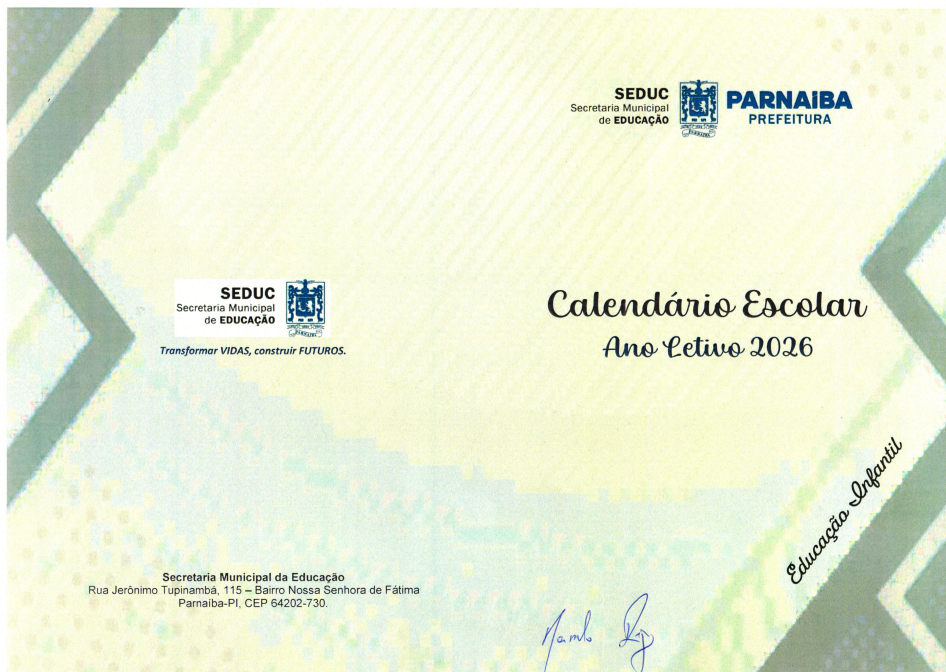 SEDUC
Secretaria Municipal
de EDUCAÇÃO
PARNAÍBA
PREFEITURA
SEDUC
Secretaria Municipal
de EDUCAÇÃO
Transformar VIDAS, construir FUTUROS.
Calendário Escolar
Ano Letivo 2026
Educação Infantil
Secretaria Municipal da Educação
Rua Jerônimo Tupinambá, 115 – Bairro Nossa Senhora de Fátima
Parnaíba-PI, CEP 64202-730.